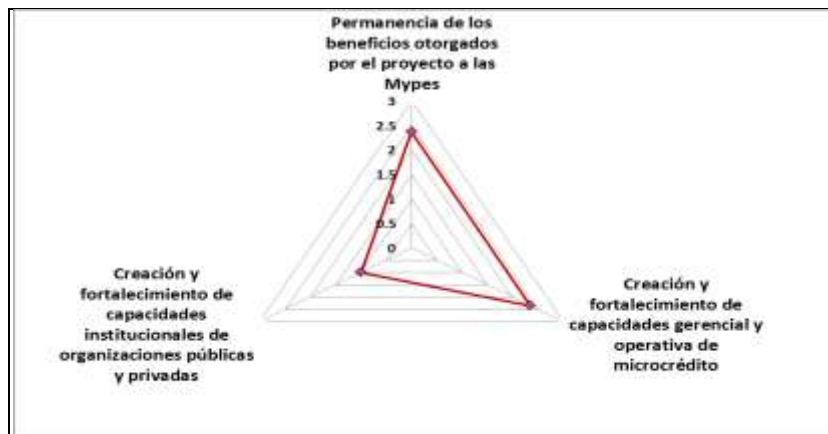 Permanencia de los
beneficios otorgados
por el proyecto a las
Mypes
3
2.5
2
1.5
1
0.5
0
Creación y
fortalecimiento de
capacidades
institucionales de
organizaciones públicas
y privadas
Creación y
fortalecimiento de
capacidades gerencial y
operativa de
microcrédito